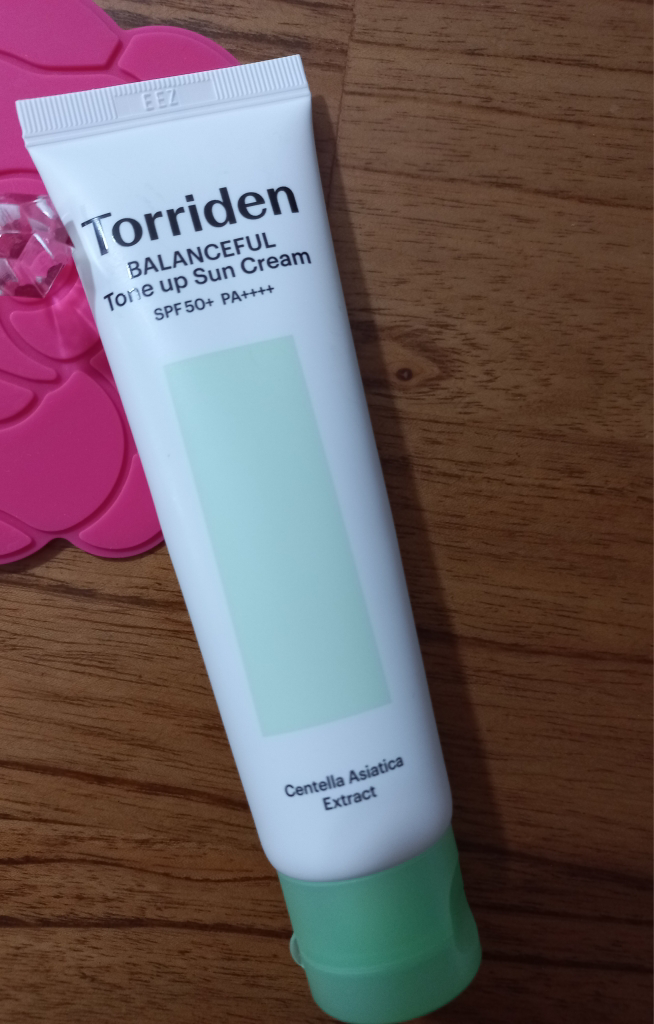 EEZ
Torriden
BALANCEFUL
Tone up Sun Cream
SPF50+ PA++++
Centella Asiatica
Extract